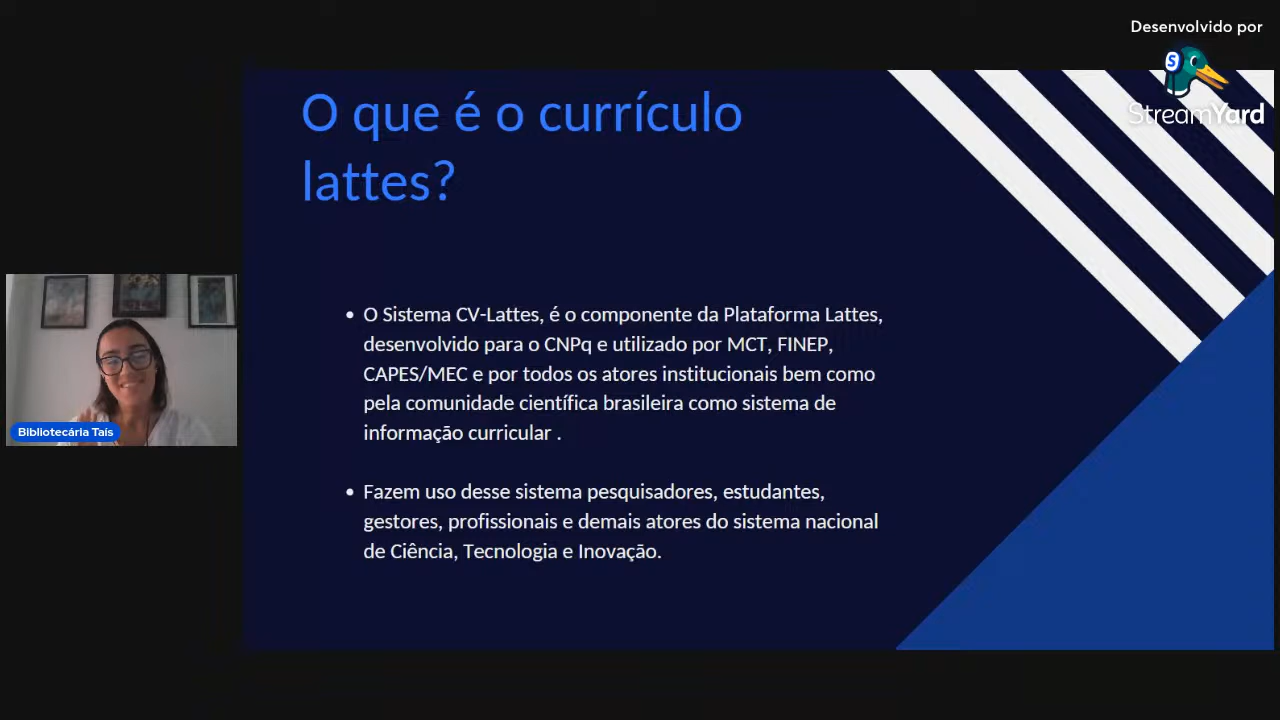 Desenvolvido por
StreamYard
O que é o currículo
lattes?
• O Sistema CV-Lattes, é o componente da Plataforma Lattes,
desenvolvido para o CNPq e utilizado por MCT, FINEP,
CAPES/MEC e por todos os atores institucionais bem como
pela comunidade científica brasileira como sistema de
informação curricular .
• Fazem uso desse sistema pesquisadores, estudantes,
gestores, profissionais e demais atores do sistema nacional
de Ciência, Tecnologia e Inovação.
Bibliotecária Taís